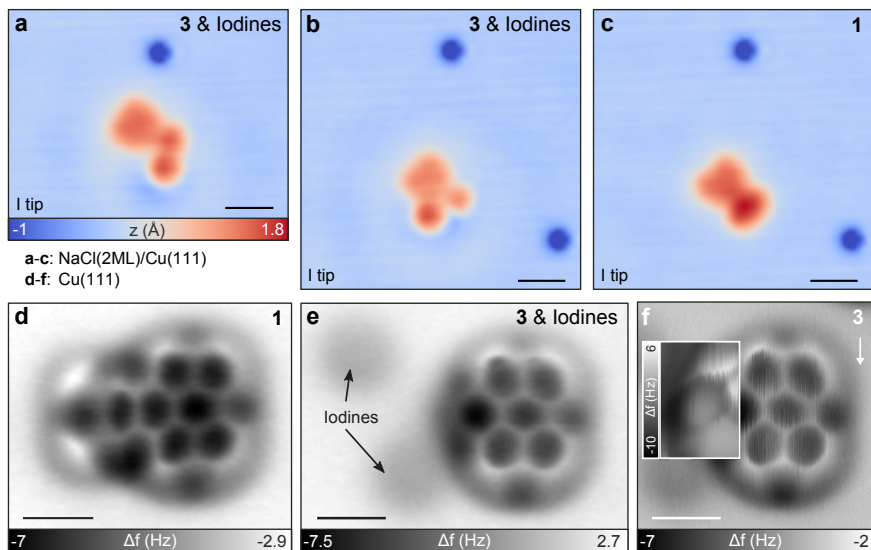 a 3 & Iodines
I tip
-1 z (Å) 1.8
a-c: NaCl(2ML)/Cu(111)
d-f: Cu(111)
b 3 & Iodines
I tip
c 1
I tip
d 1
-7 Δf (Hz) -2.9
e 3 & Iodines
Iodines
-7.5 Δf (Hz) 2.7
f 3
-10 Δf (Hz) 6
-7 Δf (Hz) -2